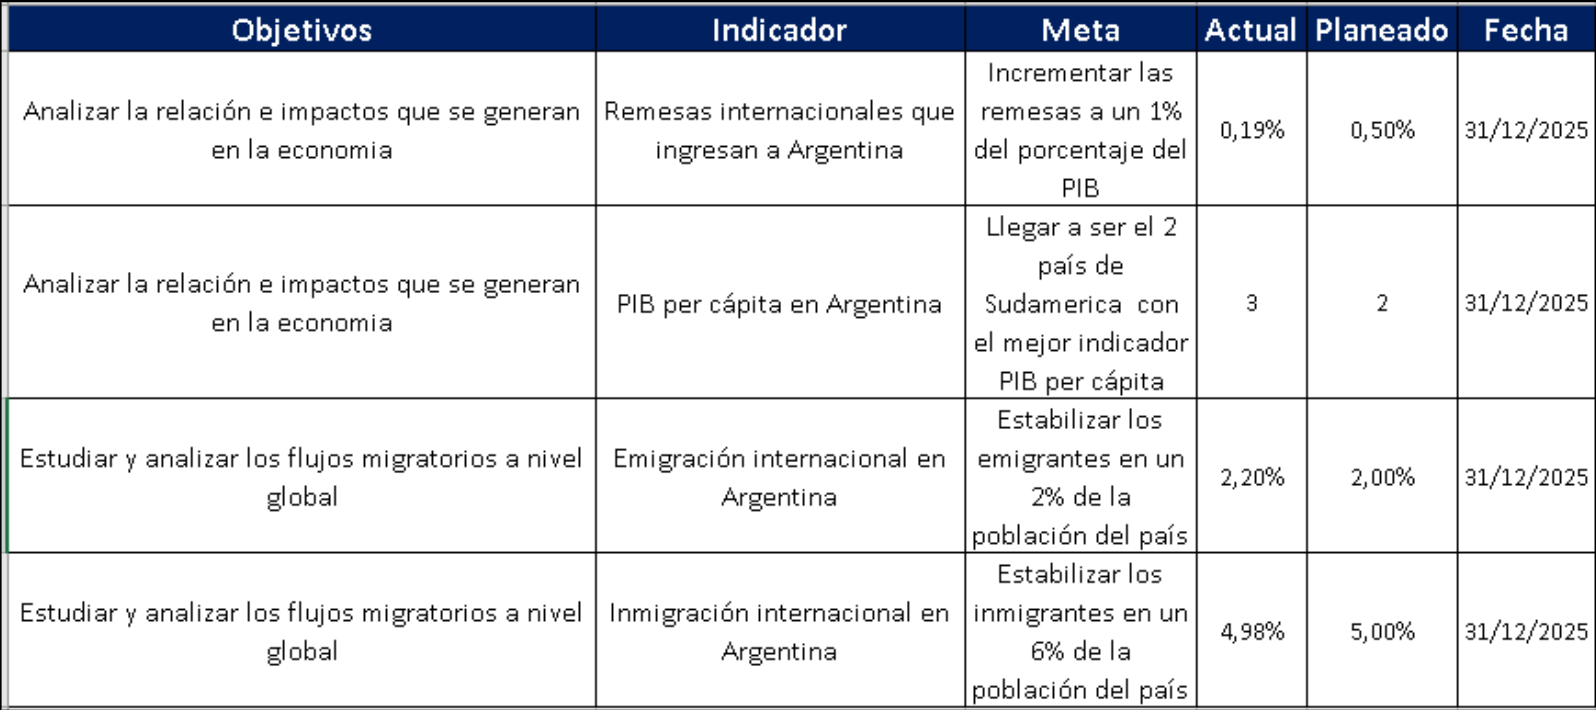 Objetivos Indicador Meta Actual Planeado Fecha
Analizar la relación e impactos que se generan
en la economia
Remesas internacionales que
ingresan a Argentina
Incrementar las
remesas a un 1%
del porcentaje del
PIB
0,19%
0,50%
31/12/2025
Analizar la relación e impactos que se generan
en la economia
PIB per cápita en Argentina
Llegar a ser el 2
país de
Sudamerica  con
el mejor indicador
PIB per cápita
3
2
31/12/2025
Estudiar y analizar los flujos migratorios a nivel
global
Emigración internacional en
Argentina
Estabilizar los
emigrantes en un
2% de la
población del país
2,20%
2,00%
31/12/2025
Estudiar y analizar los flujos migratorios a nivel
global
Inmigración internacional en
Argentina
Estabilizar los
inmigrantes en un
6% de la
población del país
4,98%
5,00%
31/12/2025